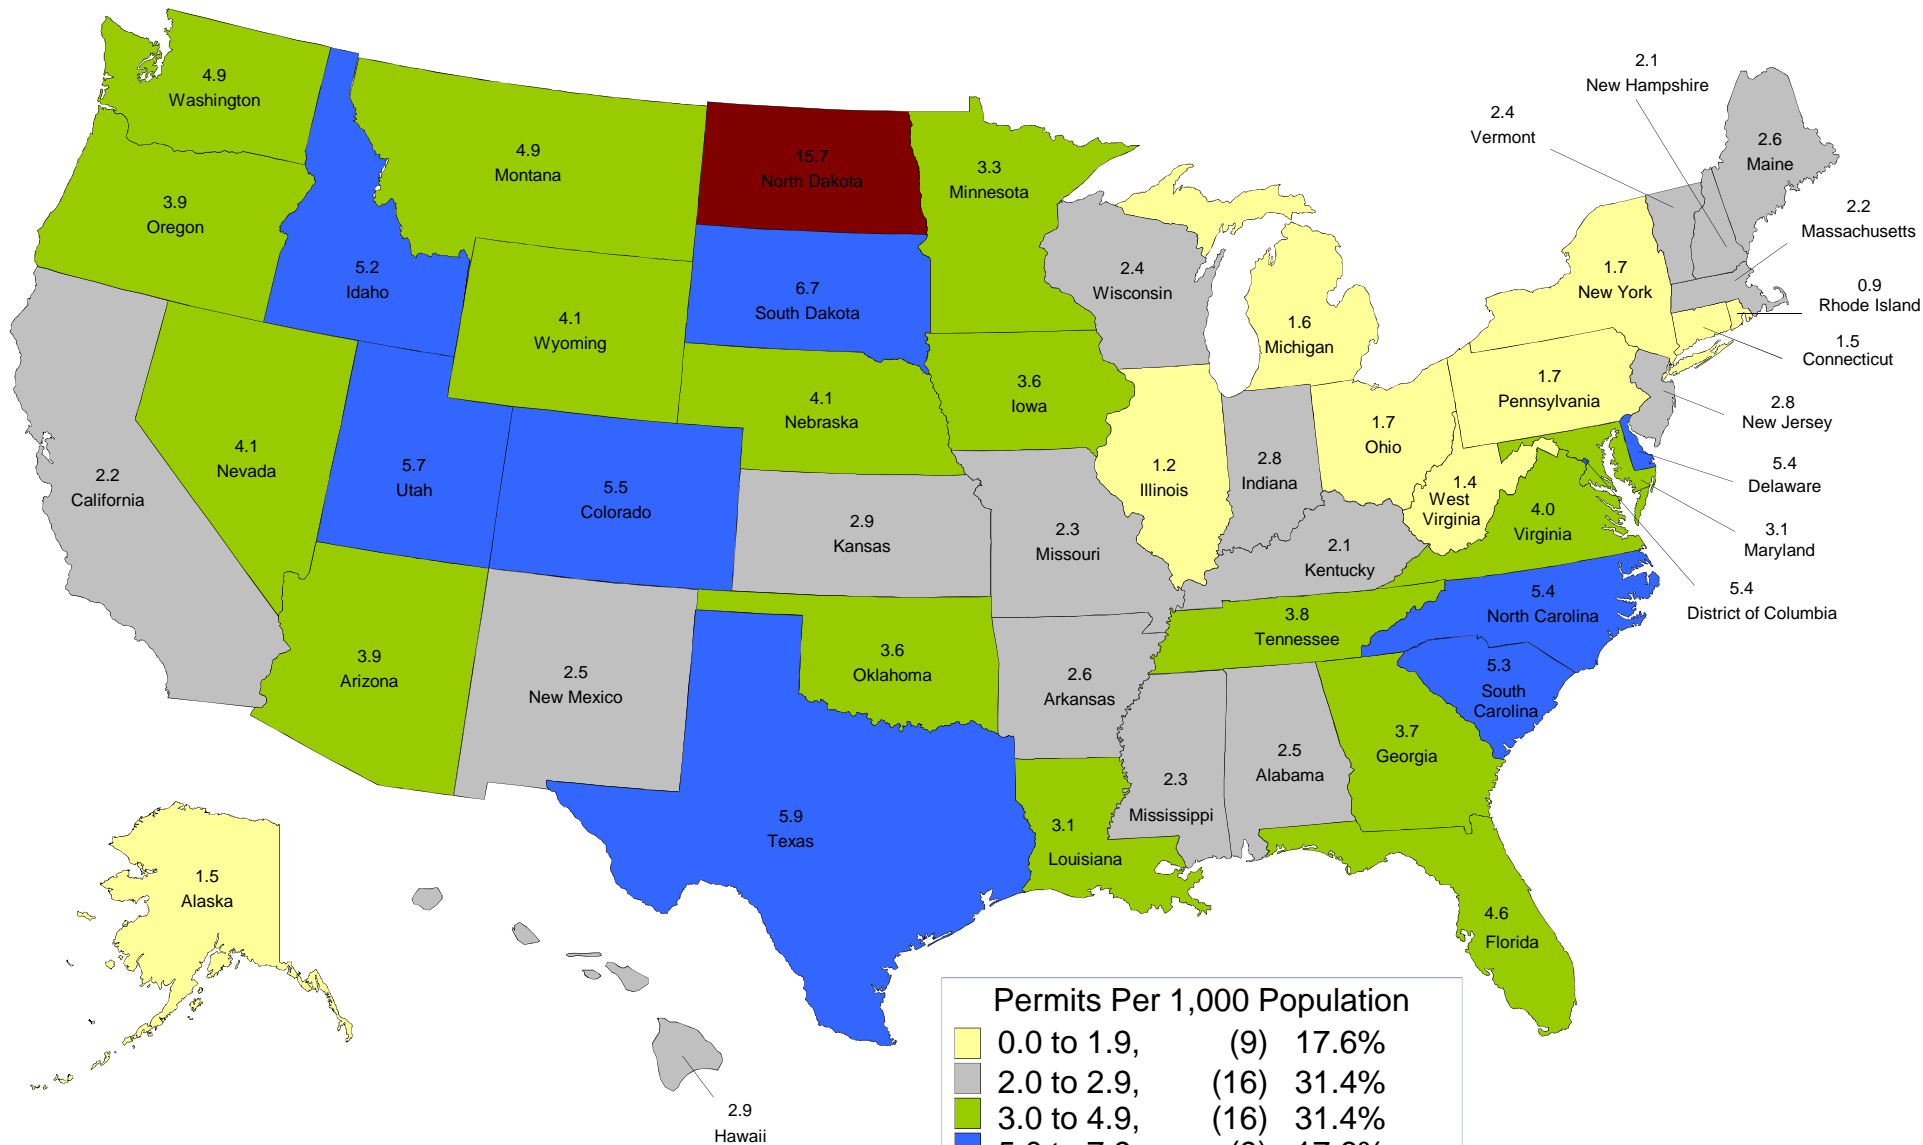 4.9
Washington
3.9
Oregon
2.2
California
4.1
Nevada
5.2
Idaho
4.9
Montana
4.1
Wyoming
5.7
Utah
5.5
Colorado
3.9
Arizona
2.5
New Mexico
15.7
North Dakota
6.7
South Dakota
4.1
Nebraska
2.9
Kansas
3.6
Oklahoma
5.9
Texas
3.3
Minnesota
3.6
Iowa
2.3
Missouri
2.6
Arkansas
3.1
Louisiana
2.4
Wisconsin
1.2
Illinois
1.6
Michigan
2.8
Indiana
1.7
Ohio
2.1
Kentucky
3.8
Tennessee
2.3
Mississippi
2.5
Alabama
3.7
Georgia
4.6
Florida
5.3
South
Carolina
5.4
North Carolina
4.0
Virginia
1.4
West
Virginia
1.7
Pennsylvania
1.7
New York
2.4
Vermont
2.1
New Hampshire
2.6
Maine
2.2
Massachusetts
0.9
Rhode Island
1.5
Connecticut
2.8
New Jersey
5.4
Delaware
3.1
Maryland
5.4
District of Columbia
1.5
Alaska
2.9
Hawaii
Permits Per 1,000 Population
0.0 to 1.9, (9) 17.6%
2.0 to 2.9, (16) 31.4%
3.0 to 4.9, (16) 31.4%